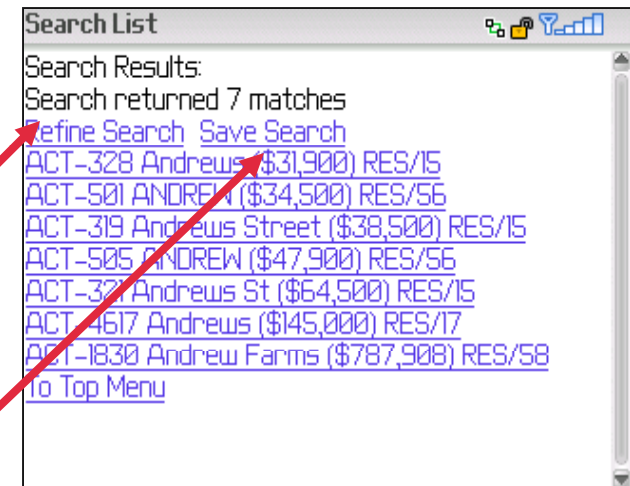 Search List
Search Results:
Search returned 7 matches
Refine Search Save Search
ACT-328 Andrews ($31,900) RES/15
ACT-501 ANDREW ($34,500) RES/56
ACT-319 Andrews Street ($38,500) RES/15
ACT-505 ANDREW ($47,900) RES/56
ACT-321 Andrews St ($64,500) RES/15
ACT-4617 Andrews ($145,000) RES/17
ACT-1830 Andrew Farms ($787,908) RES/58
To Top Menu